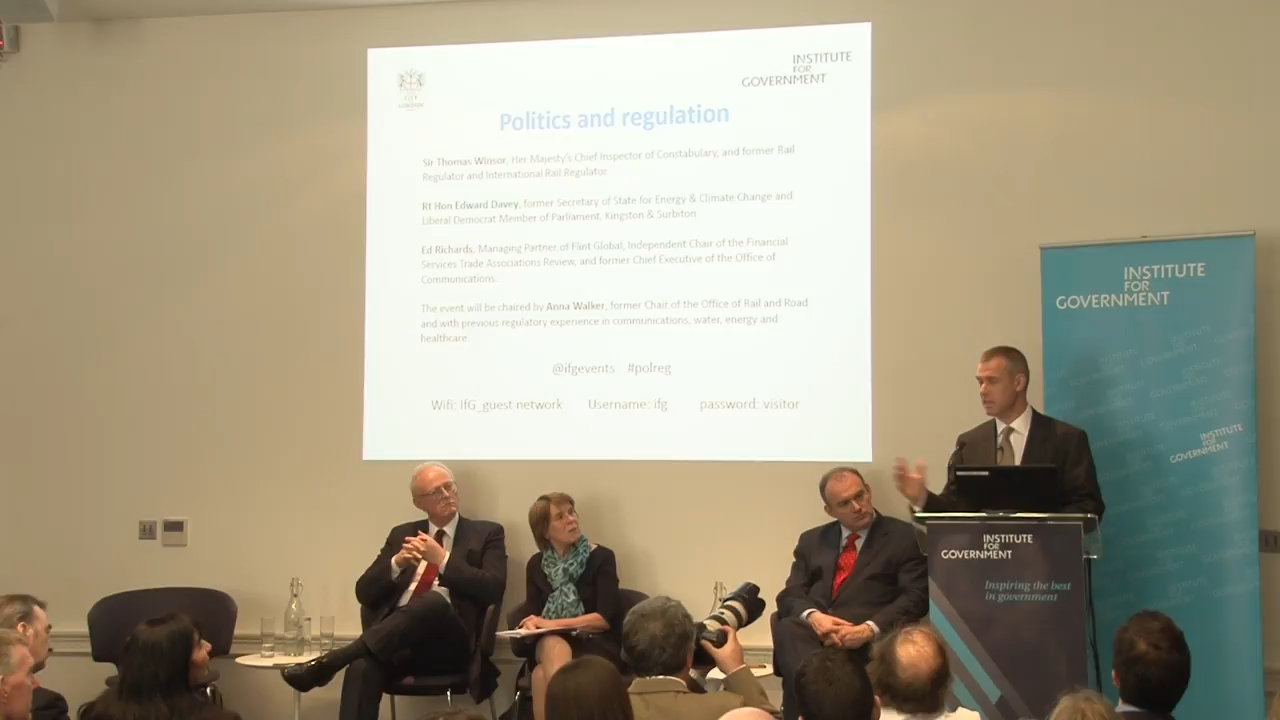 INSTITUTE
FOR
GOVERNMENT
Politics and regulation
Sir Thomas Winsor, Her Majesty's Chief Inspector of Constabulary, and former Rail
Regulator and International Rail Regulator
Rt Hon Edward Davey, former Secretary of State for Energy & Climate Change and
Liberal Democrat Member of Parliament, Kingston & Surbiton
Ed Richards, Managing Partner of Flint Global, Independent Chair of the Financial
Services Trade Associations Review, and former Chief Executive of the Office of
Communications.
The event will be chaired by Anna Walker, former Chair of the Office of Rail and Road
and with previous regulatory experience in communications, water, energy and
healthcare.
@ifgevents #polreg
Wifi: IfG_guest network Username: ifg password: visitor
INSTITUTE
FOR
GOVERNMENT
INSTITUTE
FOR
GOVERNMENT
INSTITUTE
FOR
GOVERNMENT
Inspiring the best
in government